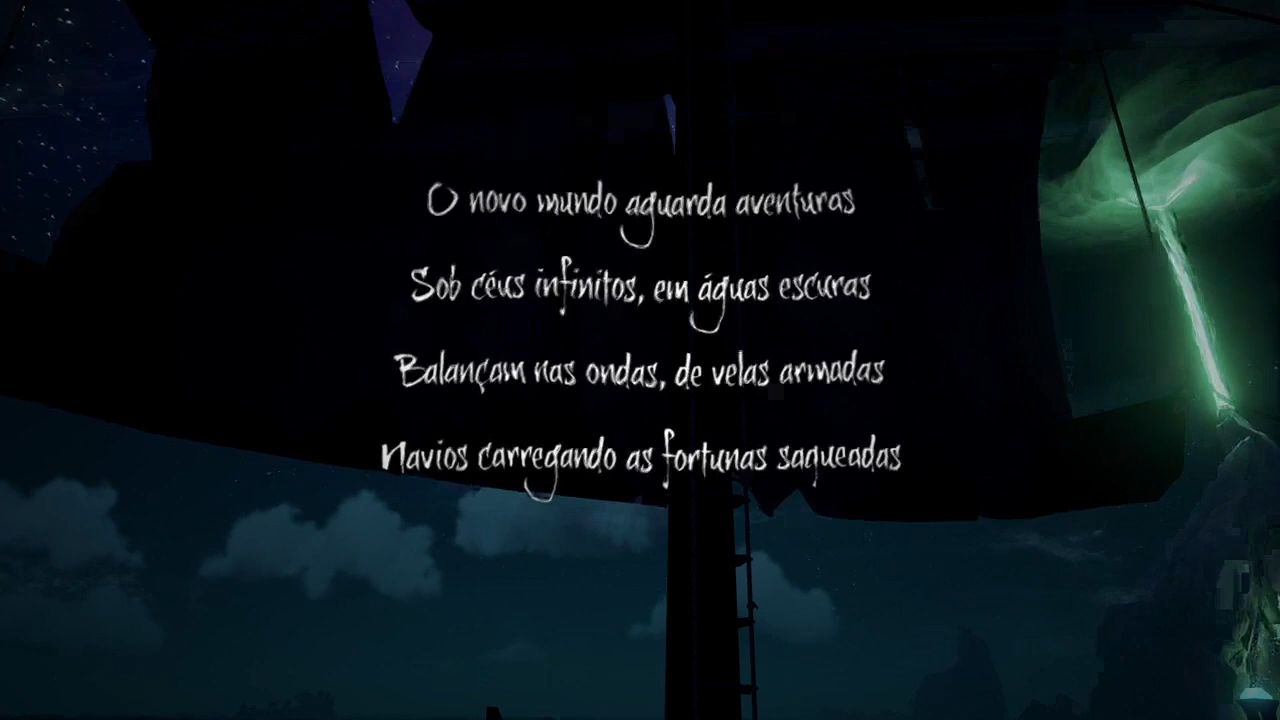 O novo mundo aguarda aventuras
Sob céus infinitos, em águas escuras
Balançam nas ondas, de velas armadas
Navios carregando as fortunas saqueadas